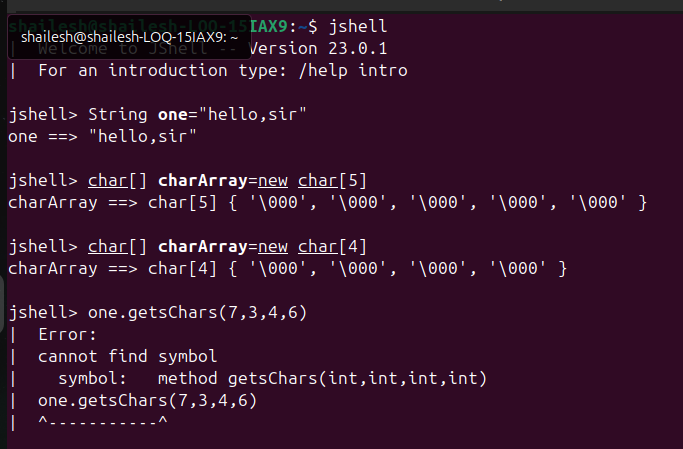 shailesh@shailesh-LOQ-15IAX9:~$ jshell
shailesh@shailesh-LOQ-15IAX9: ~
| Welcome to JShell -- Version 23.0.1
|  For an introduction type: /help intro
jshell> String one="hello,sir"
one ==> "hello,sir"
jshell> char[] charArray=new char[5]
charArray ==> char[5] { '\000', '\000', '\000', '\000', '\000' }
jshell> char[] charArray=new char[4]
charArray ==> char[4] { '\000', '\000', '\000', '\000' }
jshell> one.getsChars(7,3,4,6)
|  Error:
|  cannot find symbol
|    symbol:   method getsChars(int,int,int,int)
|  one.getsChars(7,3,4,6)
|  ^-----------^